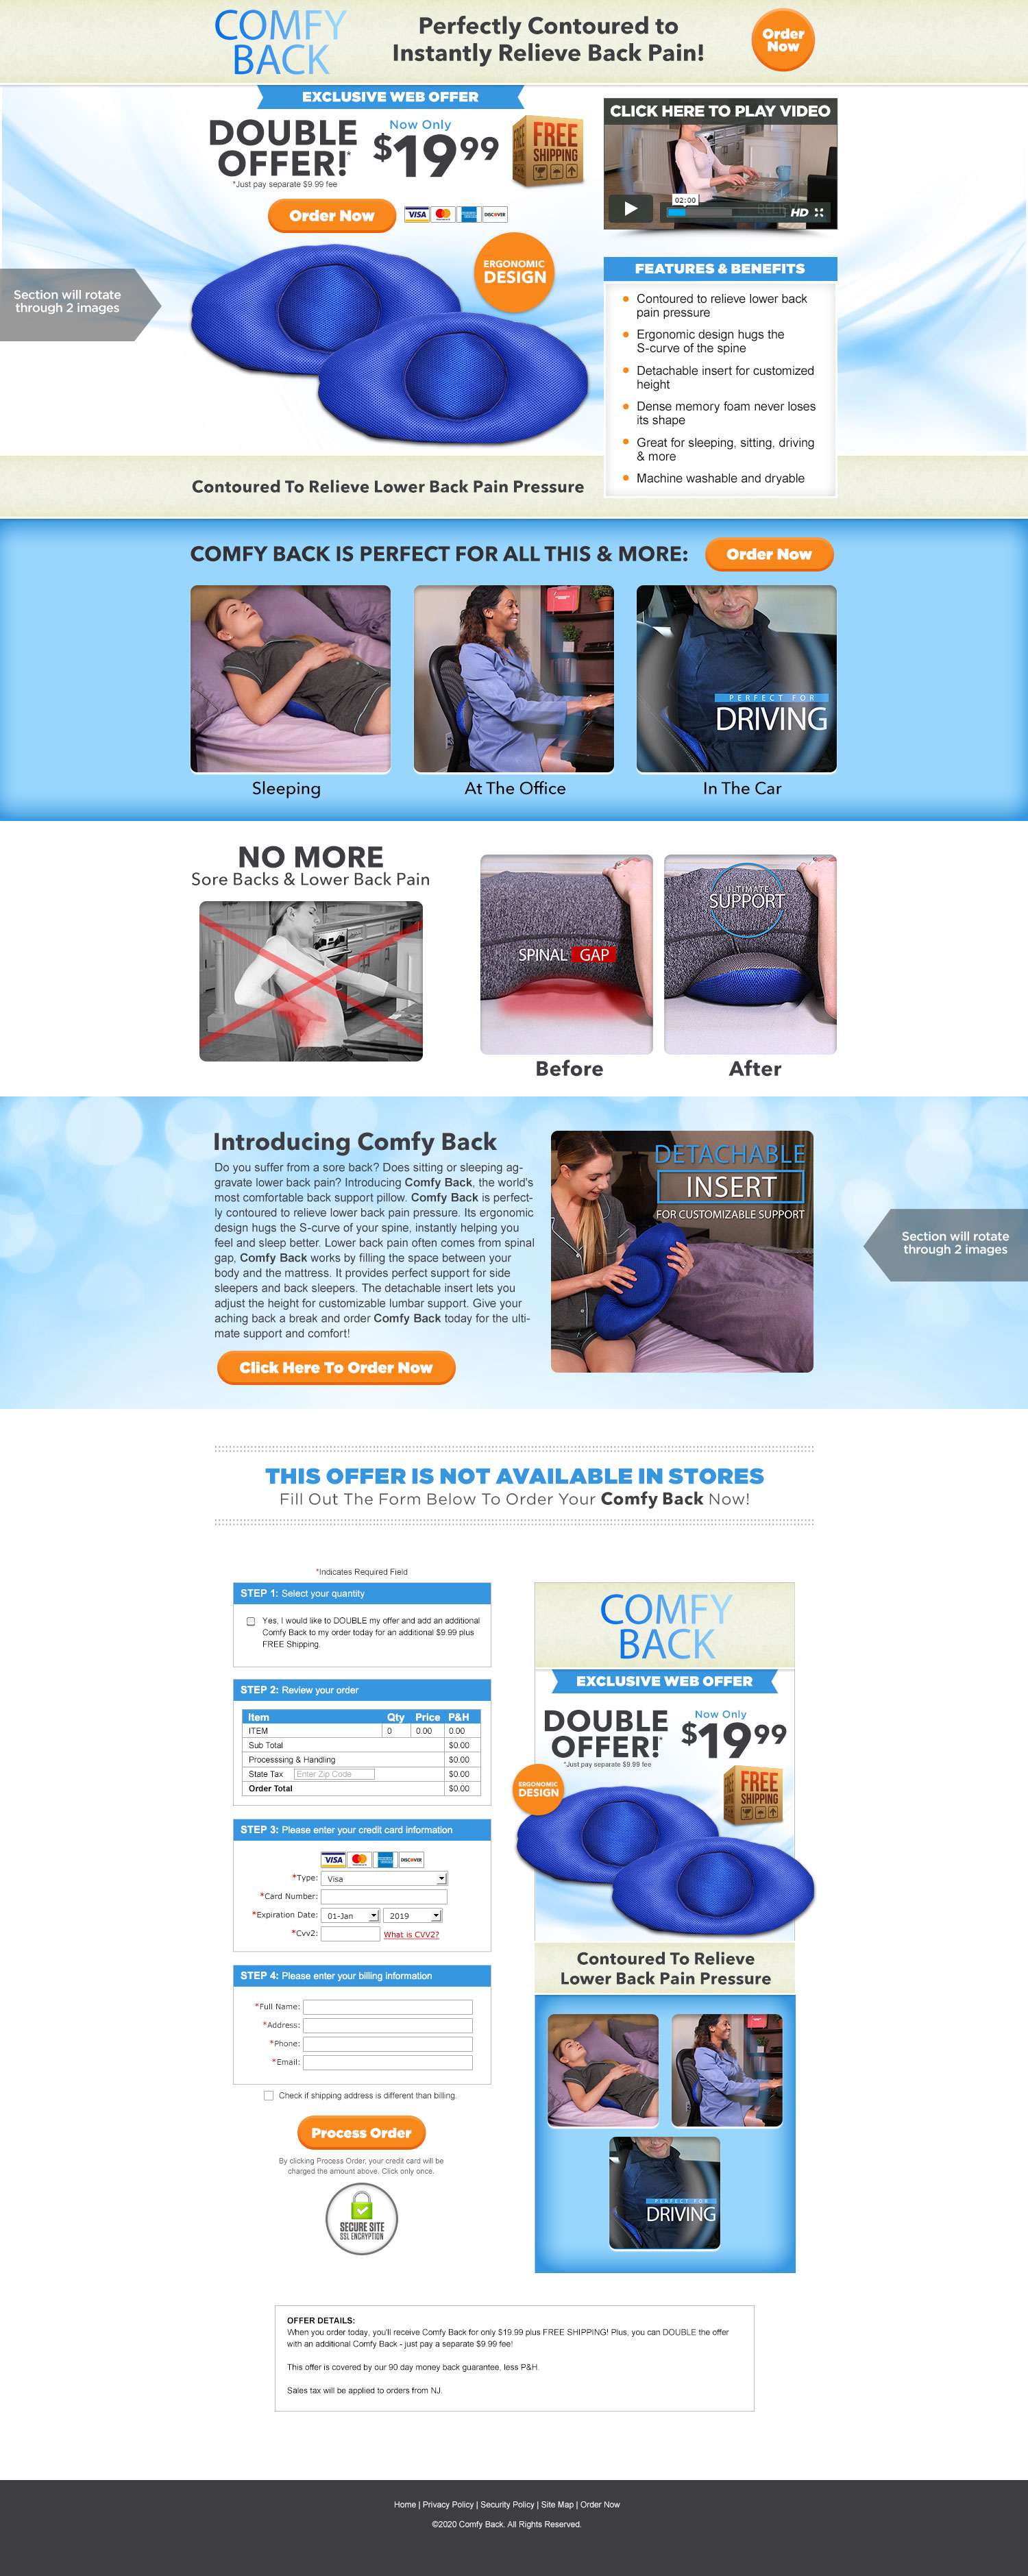 COMFY
BACK
Perfectly Contoured to
Instantly Relieve Back Pain!
Order
Now
EXCLUSIVE WEB OFFER
DOUBLE
OFFER!*
*Just pay separate $9.99 fee
Now Only
$19 99
FREE
SHIPPING
Order Now
VISA
DISCOVER
CLICK HERE TO PLAY VIDEO
02:00
HD
Section will rotate
through 2 images
ERGONOMIC
DESIGN
FEATURES & BENEFITS
Contoured to relieve lower back
pain pressure
Ergonomic design hugs the
S-curve of the spine
Detachable insert for customized
height
Dense memory foam never loses
its shape
Great for sleeping, sitting, driving
& more
Machine washable and dryable
Contoured To Relieve Lower Back Pain Pressure
COMFY BACK IS PERFECT FOR ALL THIS & MORE:
Order Now
PERFECT FOR
DRIVING
Sleeping
At The Office
In The Car
NO MORE
Sore Backs & Lower Back Pain
SPINAL GAP
ULTIMATE
SUPPORT
Before
After
Introducing Comfy Back
Do you suffer from a sore back? Does sitting or sleeping ag-
gravate lower back pain? Introducing Comfy Back, the world's
most comfortable back support pillow. Comfy Back is perfect-
ly contoured to relieve lower back pain pressure. Its ergonomic
design hugs the S-curve of your spine, instantly helping you
feel and sleep better. Lower back pain often comes from spinal
gap, Comfy Back works by filling the space between your
body and the mattress. It provides perfect support for side
sleepers and back sleepers. The detachable insert lets you
adjust the height for customizable lumbar support. Give your
aching back a break and order Comfy Back today for the ulti-
mate support and comfort!
Click Here To Order Now
DETACHABLE
INSERT
FOR CUSTOMIZABLE SUPPORT
Section will rotate
through 2 images
THIS OFFER IS NOT AVAILABLE IN STORES
Fill Out The Form Below To Order Your Comfy Back Now!
*Indicates Required Field
STEP 1: Select your quantity
Yes, I would like to DOUBLE my offer and add an additional
Comfy Back to my order today for an additional $9.99 plus
FREE Shipping.
STEP 2: Review your order
Item Qty Price P&H
ITEM 0 0.00 0.00
Sub Total $0.00
Processsing & Handling $0.00
State Tax Enter Zip Code $0.00
Order Total $0.00
STEP 3: Please enter your credit card information
VISA
DISCOVER
*Type: Visa
*Card Number:
*Expiration Date: 01-Jan 2019
*Cvv2: What is CVV2?
STEP 4: Please enter your billing information
*Full Name:
*Address:
*Phone:
*Email:
Check if shipping address is different than billing.
Process Order
By clicking Process Order, your credit card will be
charged the amount above. Click only once.
SECURE SITE
SSL ENCRYPTION
COMFY
BACK
EXCLUSIVE WEB OFFER
DOUBLE
OFFER!*
*Just pay separate $9.99 fee
Now Only
$19 99
ERGONOMIC
DESIGN
FREE
SHIPPING
Contoured To Relieve
Lower Back Pain Pressure
PERFECT FOR
DRIVING
OFFER DETAILS:
When you order today, you'll receive Comfy Back for only $19.99 plus FREE SHIPPING! Plus, you can DOUBLE the offer
with an additional Comfy Back - just pay a separate $9.99 fee!
This offer is covered by our 90 day money back guarantee, less P&H.
Sales tax will be applied to orders from NJ.
Home | Privacy Policy | Security Policy | Site Map | Order Now
©2020 Comfy Back. All Rights Reserved.